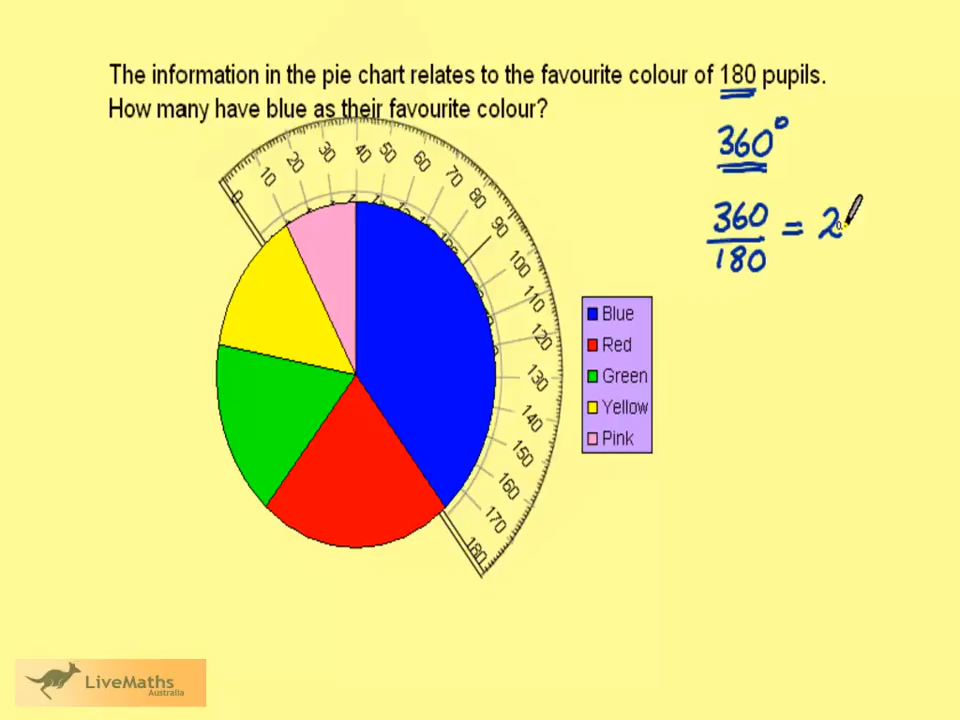 The information in the pie chart relates to the favourite colour of 180 pupils.
How many have blue as their favourite colour?
360°
360
180
= 2
0
10
20
30
40
50
60
70
80
90
100
110
120
130
140
150
160
170
180
Blue
Red
Green
Yellow
Pink
LiveMaths
Australia